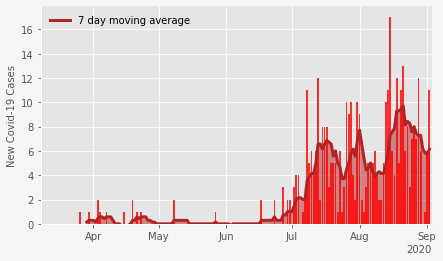 7 day moving average
New Covid-19 Cases
16
14
12
10
8
6
4
2
0
Apr
May
Jun
Jul
Aug
Sep
2020